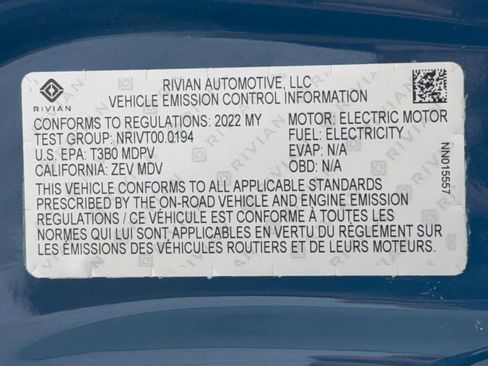 RIVIAN AUTOMOTIVE, LLC
RIVIAN
VEHICLE EMISSION CONTROL INFORMATION
CONFORMS TO REGULATIONS: 2022 MY MOTOR: ELECTRIC MOTOR
TEST GROUP: NRIVT00.0194 FUEL: ELECTRICITY
U.S. EPA: T3B0 MDPV EVAP: N/A
CALIFORNIA: ZEV MDV OBD: N/A
THIS VEHICLE CONFORMS TO ALL APPLICABLE STANDARDS
PRESCRIBED BY THE ON-ROAD VEHICLE AND ENGINE EMISSION
REGULATIONS / CE VÉHICULE EST CONFORME À TOUTES LES
NORMES QUI LUI SONT APPLICABLES EN VERTU DU RÈGLEMENT SUR
LES ÉMISSIONS DES VÉHICULES ROUTIERS ET DE LEURS MOTEURS.
NN015557